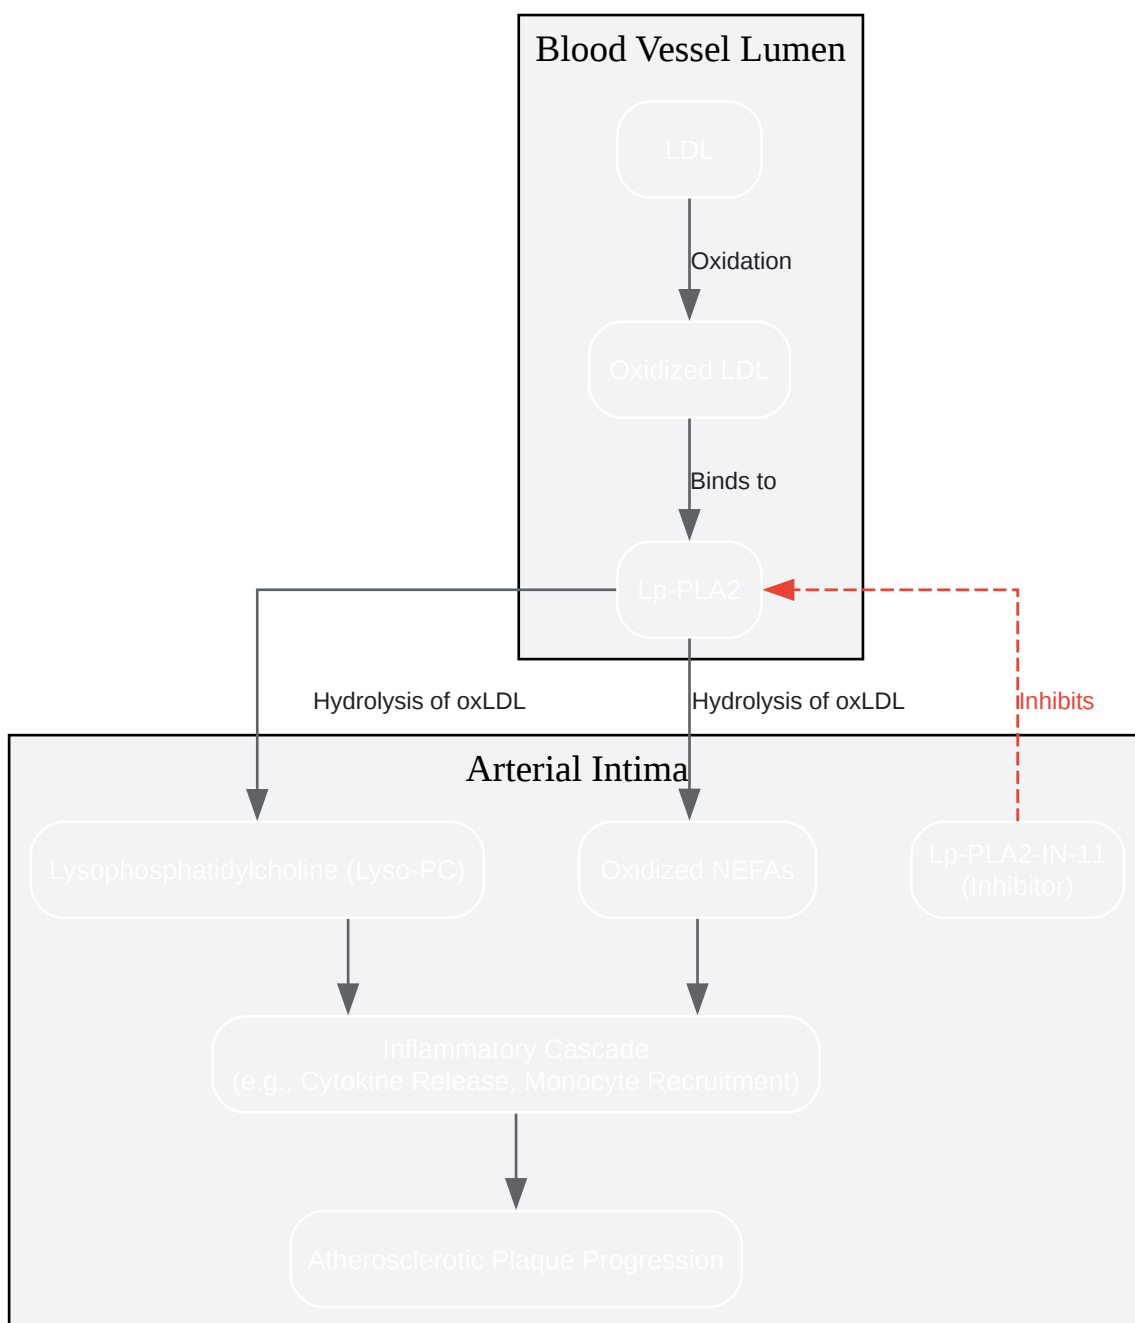 Blood Vessel Lumen
LDL
Oxidation
Oxidized LDL
Binds to
Lp-PLA2
Hydrolysis of oxLDL
Hydrolysis of oxLDL
Inhibits
Arterial Intima
Lysophosphatidylcholine (Lyso-PC)
Oxidized NEFAs
Lp-PLA2-IN-11
(Inhibitor)
Inflammatory Cascade
(e.g., Cytokine Release, Monocyte Recruitment)
Atherosclerotic Plaque Progression